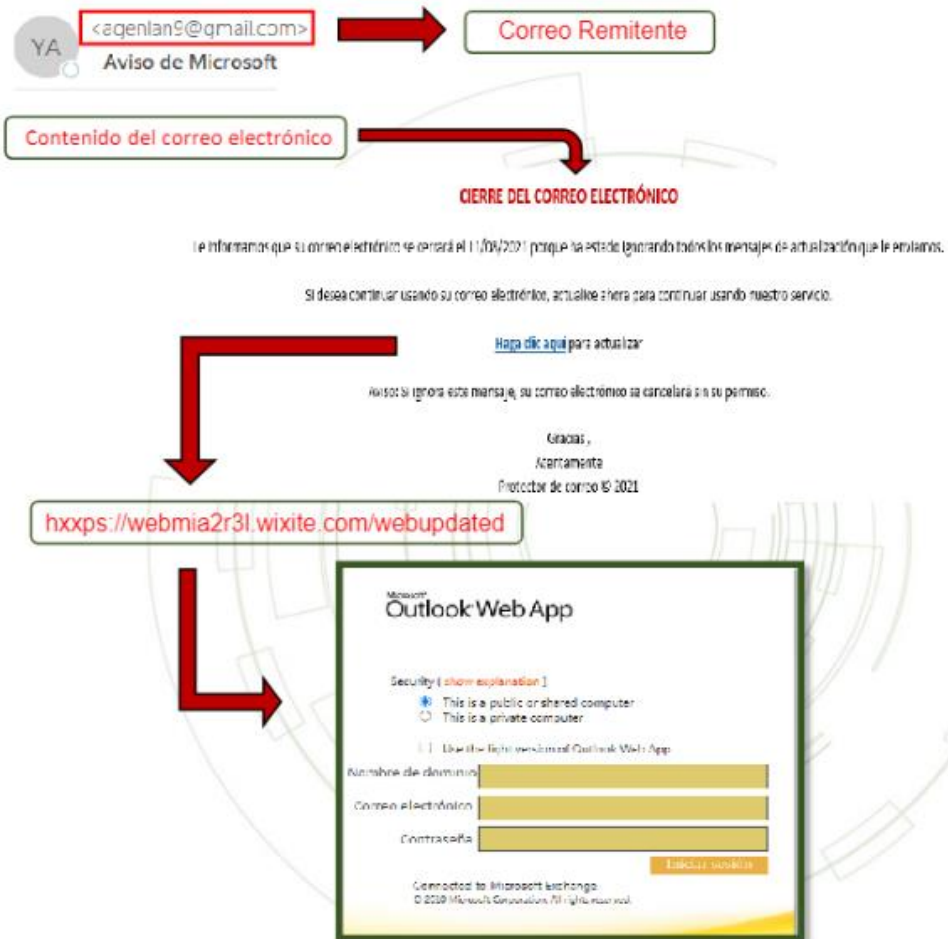 <agenlan9@gmail.com>
Correo Remitente
YA
Aviso de Microsoft
Contenido del correo electrónico
CIERRE DEL CORREO ELECTRÓNICO
Le informamos que su correo electrónico se cerrará el 11/08/2021 porque ha estado ignorando todos los mensajes de actualización que le enviamos.
Si desea continuar usando su correo electrónico, actualice ahora para continuar usando nuestro servicio.
Haga clic aquí para actualizar
Aviso: Si ignora este mensaje, su correo electrónico se cancelará sin su permiso.
Gracias ,
Atentamente
Protector de correo © 2021
hxxps://webmia2r3l.wixite.com/webupdated
Microsoft
Outlook Web App
Security ( show explanation )
This is a public or shared computer
This is a private computer
Use the light version of Outlook Web App
Nombre de dominio
Correo electrónico
Contraseña
Iniciar sesión
Connected to Microsoft Exchange
© 2010 Microsoft Corporation. All rights reserved.